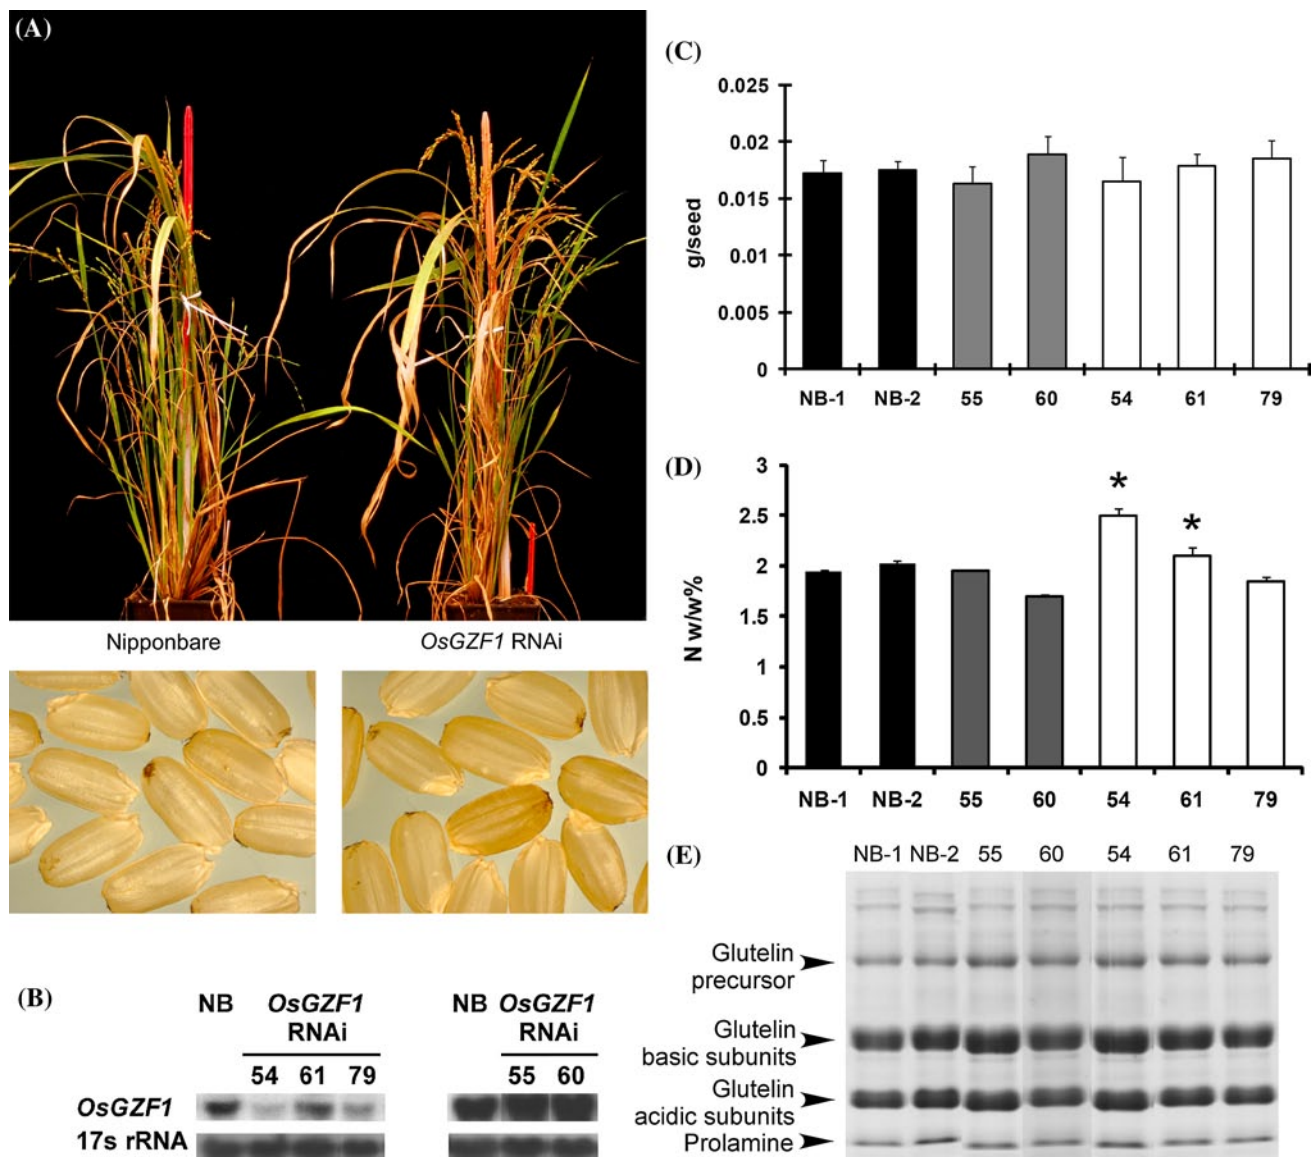 (A)
Nipponbare
OsGZF1 RNAi
(B)
NB OsGZF1
RNAi
54 61 79
NB OsGZF1
RNAi
55 60
OsGZF1
17s rRNA
(C)
0.025
0.02
0.015
0.01
0.005
0
g/seed
NB-1 NB-2 55 60 54 61 79
(D)
3
2.5
2
1.5
1
0.5
0
N w/w%
* *
NB-1 NB-2 55 60 54 61 79
(E)
NB-1 NB-2 55 60 54 61 79
Glutelin
precursor
Glutelin
basic subunits
Glutelin
acidic subunits
Prolamine